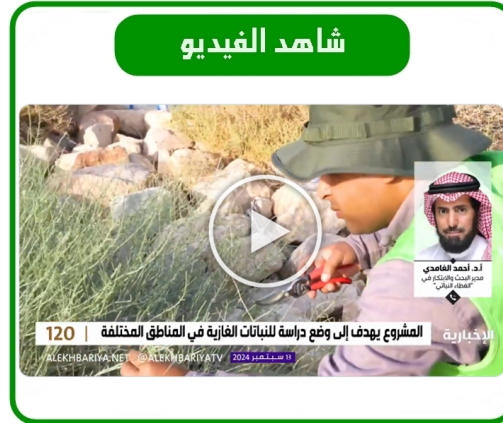 شاهد الفيديو
أ.د. أحمد الغامدي
مدير البحث والابتكار في
"الغطاء النباتي"
المشروع يهدف إلى وضع دراسة للنباتات الغازية في المناطق المختلفة | 120
الإخبارية
ALEKHBARIYA.NET @ALEKHBARIYATV 13 سبتمبر 2024